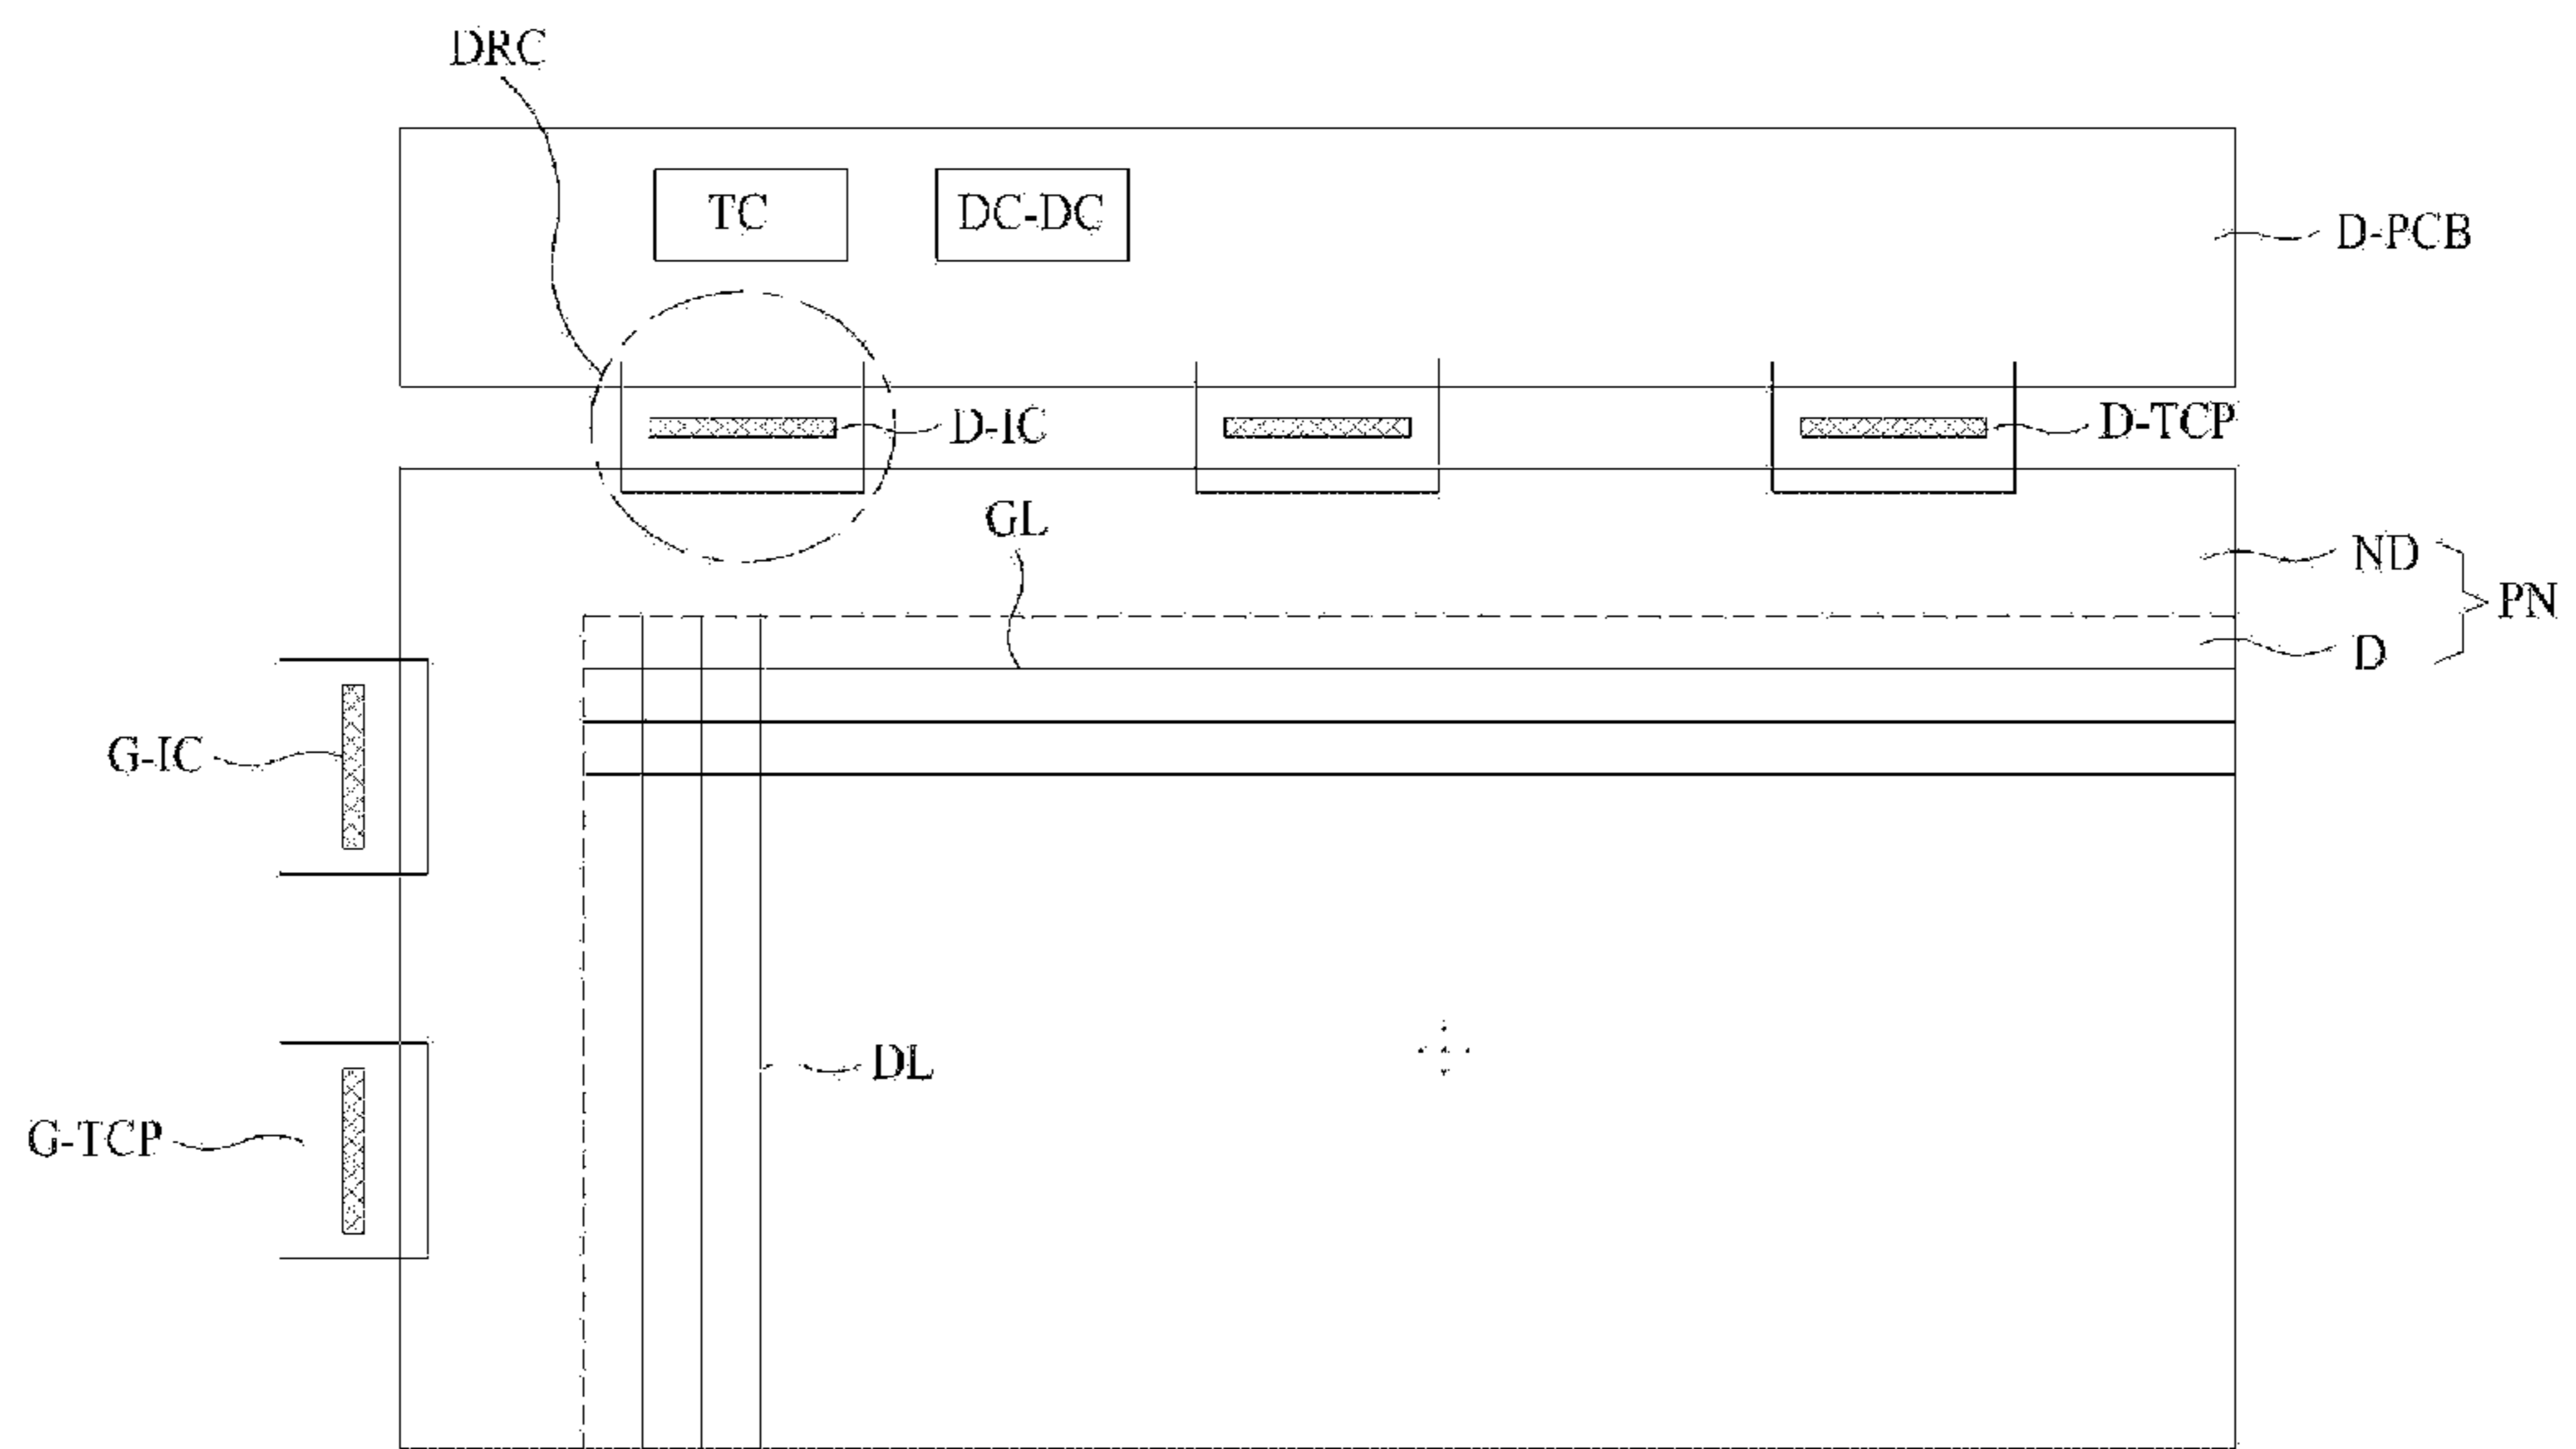 DRC
TC
DC-DC
D-PCB
D-IC
D-TCP
GL
ND
PN
D
G-IC
DL
G-TCP